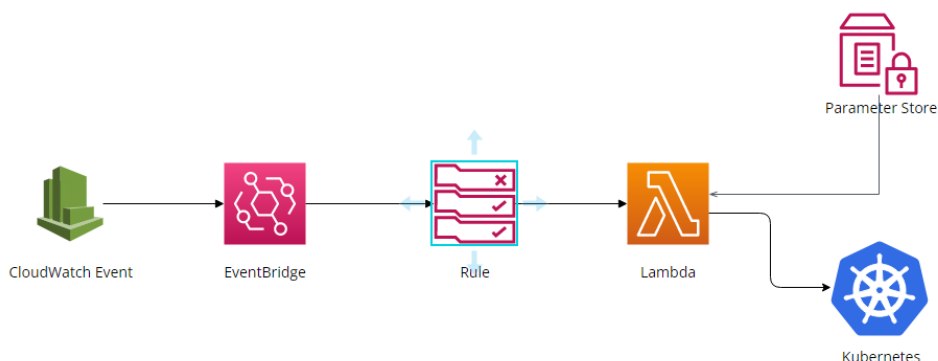 Parameter Store
CloudWatch Event
EventBridge
Rule
Lambda
Kubernetes